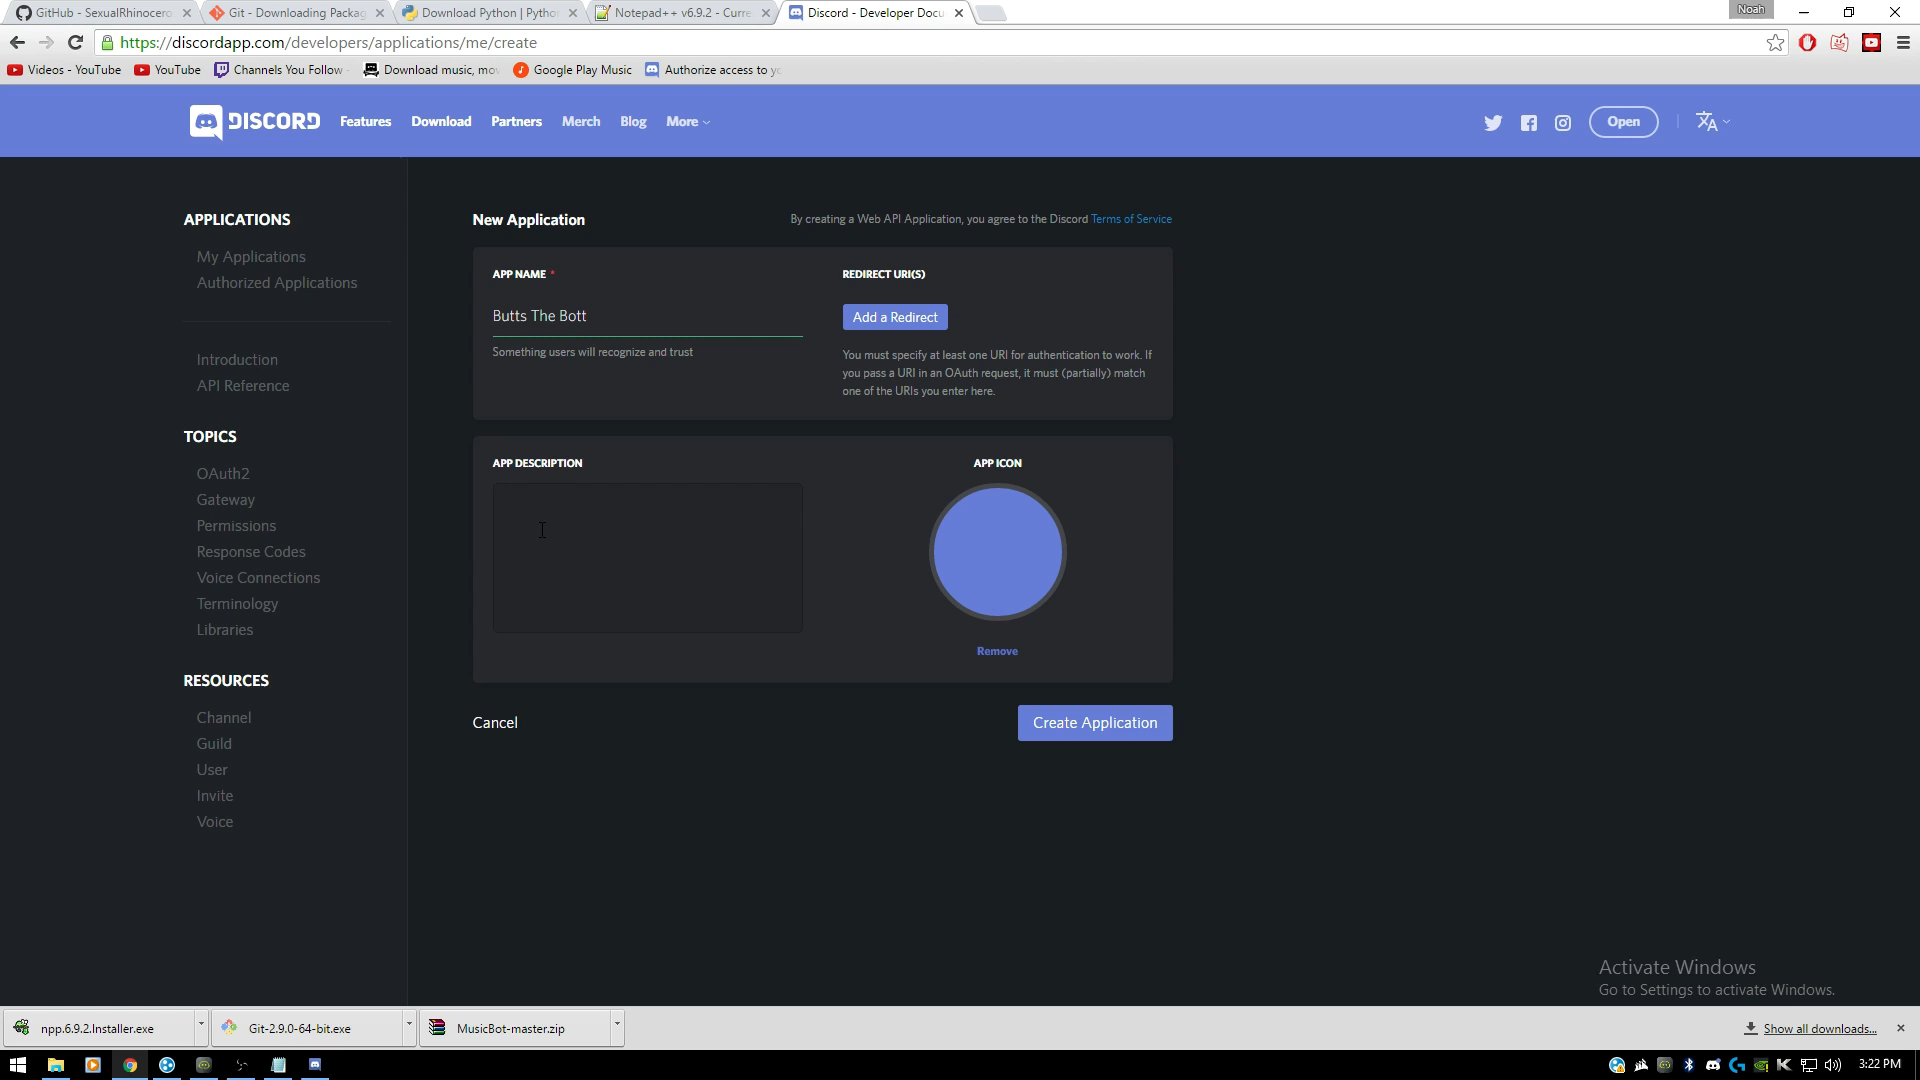 GitHub - SexualRhinocero
Git - Downloading Packag
Download Python | Pytho
Notepad++ v6.9.2 - Curre
Discord - Developer Docu
Noah
https://discordapp.com/developers/applications/me/create
Videos - YouTube
YouTube
Channels You Follow
Download music, mov
Google Play Music
Authorize access to yo
DISCORD
Features
Download
Partners
Merch
Blog
More
Open
APPLICATIONS
My Applications
Authorized Applications
Introduction
API Reference
TOPICS
OAuth2
Gateway
Permissions
Response Codes
Voice Connections
Terminology
Libraries
RESOURCES
Channel
Guild
User
Invite
Voice
New Application
By creating a Web API Application, you agree to the Discord Terms of Service
APP NAME *
Butts The Bott
Something users will recognize and trust
REDIRECT URI(S)
Add a Redirect
You must specify at least one URI for authentication to work. If
you pass a URI in an OAuth request, it must (partially) match
one of the URIs you enter here.
APP DESCRIPTION
APP ICON
Remove
Cancel
Create Application
Activate Windows
Go to Settings to activate Windows.
npp.6.9.2.Installer.exe
Git-2.9.0-64-bit.exe
MusicBot-master.zip
Show all downloads...
3:22 PM